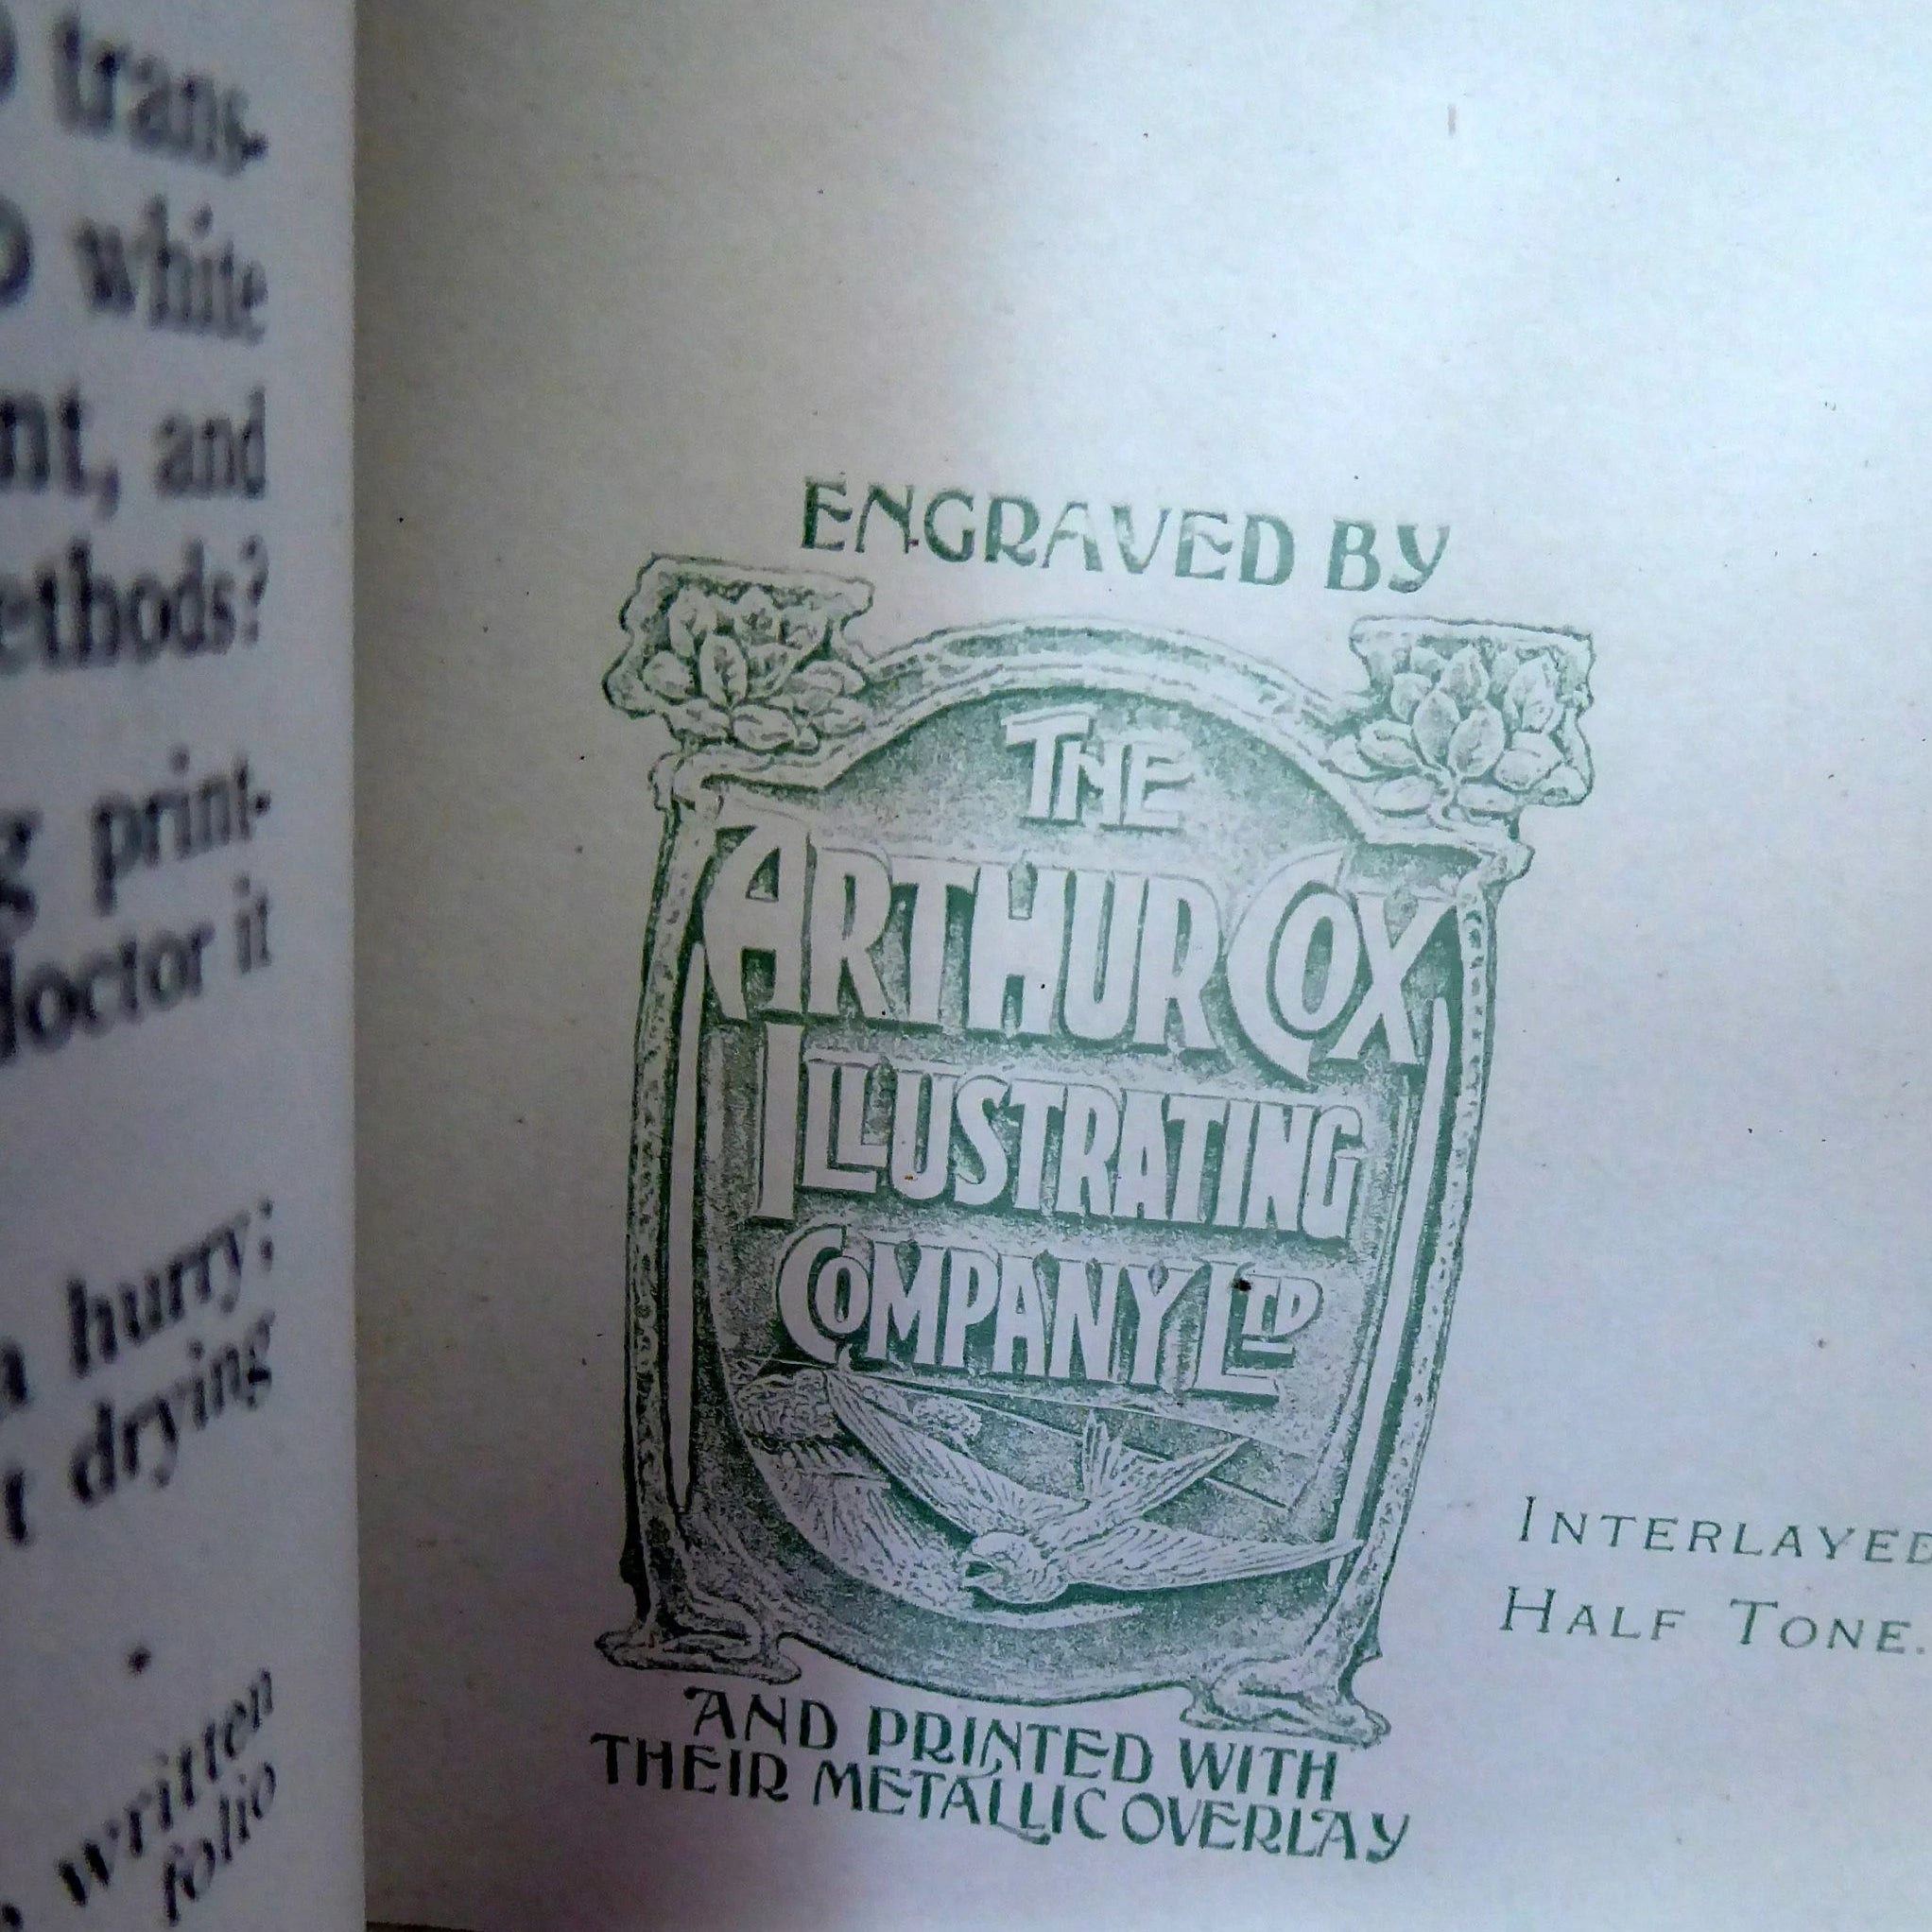 trans-
white
nt, and
ethods?
g print-
doctor it
a hurry;
t drying
written
folio
ENGRAVED BY
THE
ARTHUR COX
ILLUSTRATING
COMPANY LTD
AND PRINTED WITH
THEIR METALLIC OVERLAY
INTERLAYED
HALF TONE.